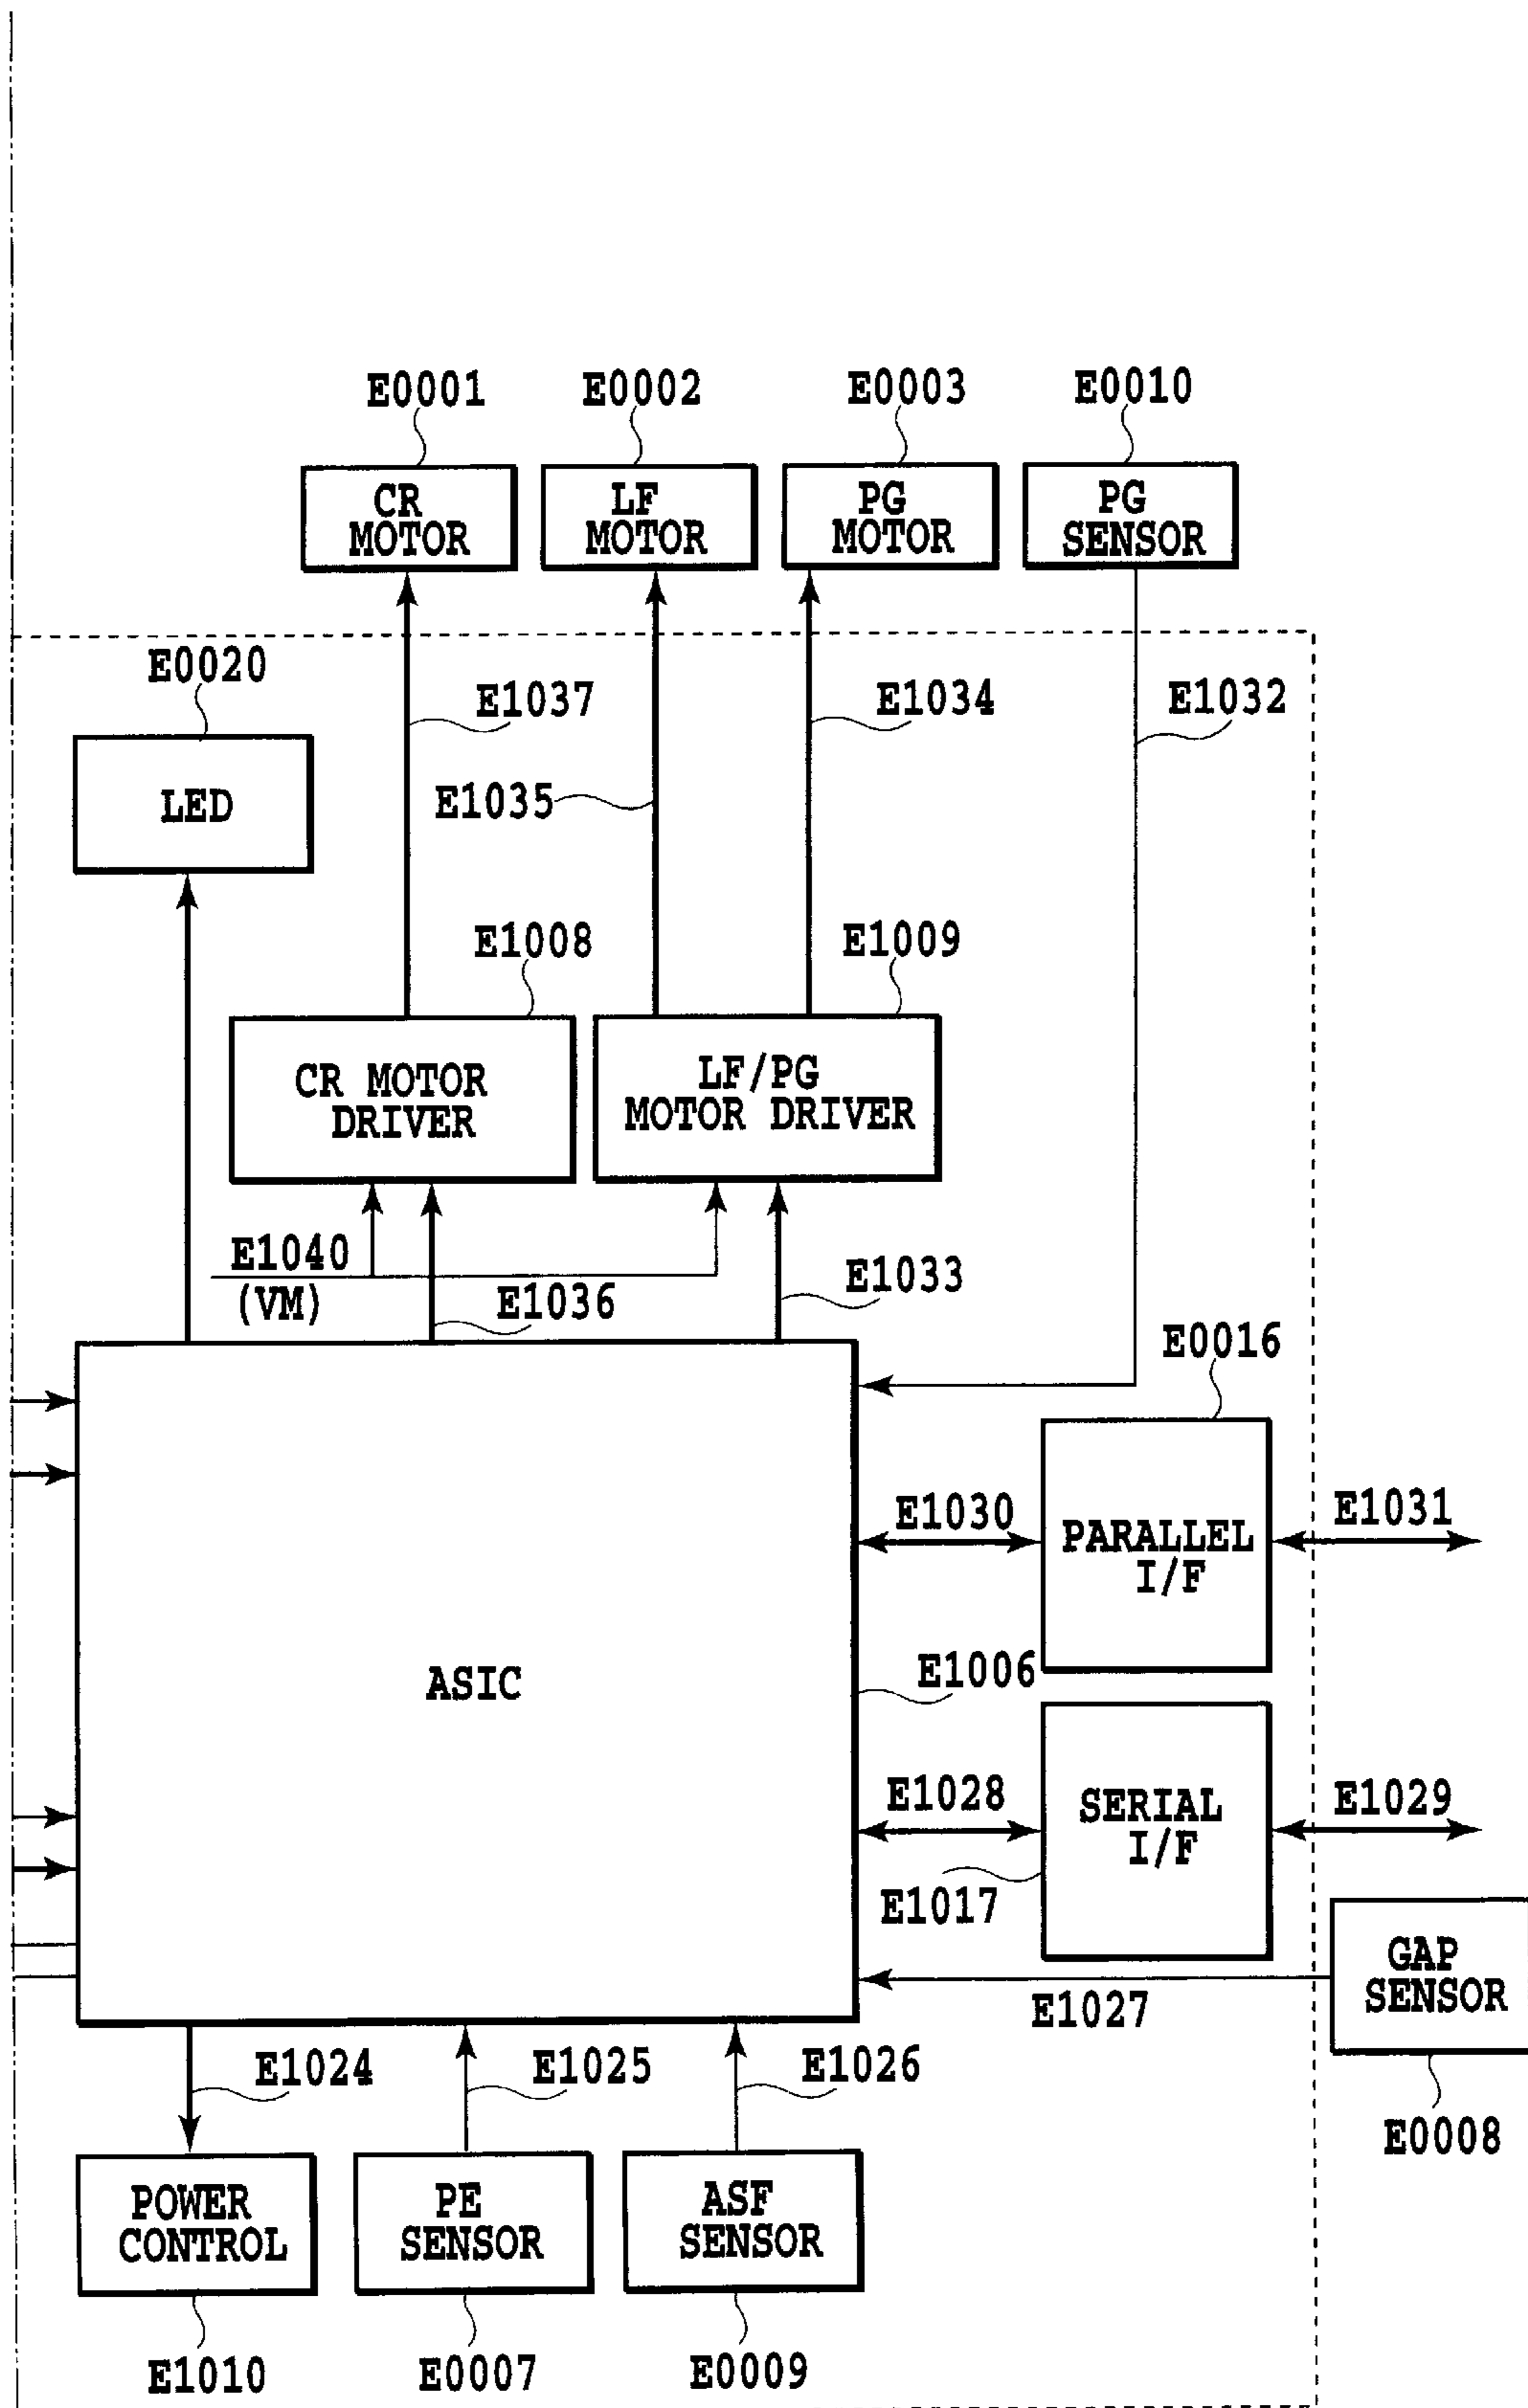 E0001
E0002
E0003
E0010
CR
MOTOR
LF
MOTOR
PG
MOTOR
PG
SENSOR
E0020
E1037
E1034
E1032
LED
E1035
E1008
E1009
CR MOTOR
DRIVER
LF/PG
MOTOR DRIVER
E1040
(VM)
E1036
E1033
E0016
E1030
PARALLEL
I/F
E1031
ASIC
E1006
E1028
SERIAL
I/F
E1029
E1017
GAP
SENSOR
E1027
E0008
E1024
E1025
E1026
POWER
CONTROL
PE
SENSOR
ASF
SENSOR
E1010
E0007
E0009